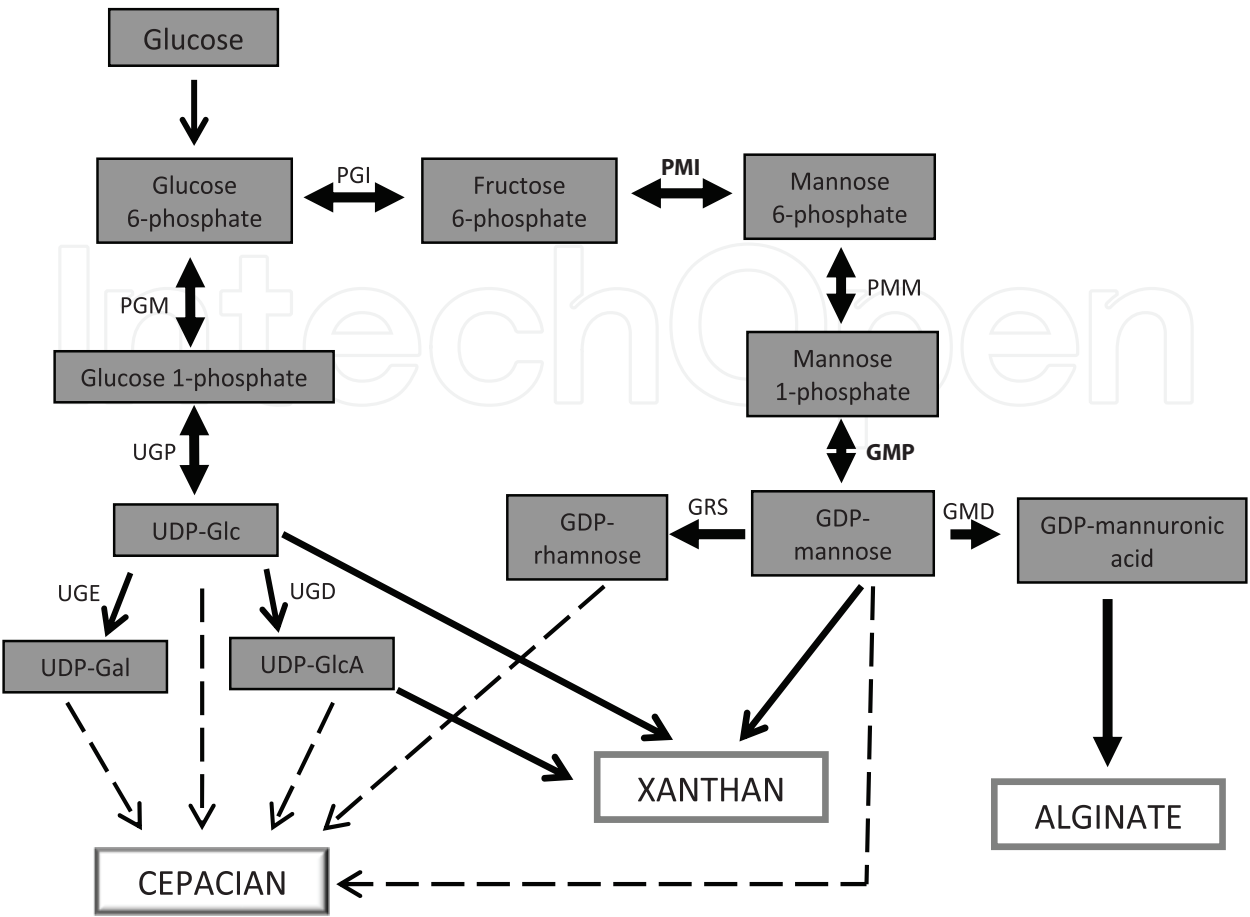 Glucose
Glucose
6-phosphate
PGI
Fructose
6-phosphate
PMI
Mannose
6-phosphate
PGM
PMM
IntechOpen
Glucose 1-phosphate
Mannose
1-phosphate
UGP
GMP
UDP-Glc
GDP-
rhamnose
GRS
GDP-
mannose
GMD
GDP-mannuronic
acid
UGE
UGD
UDP-Gal
UDP-GlcA
XANTHAN
ALGINATE
CEPACIAN